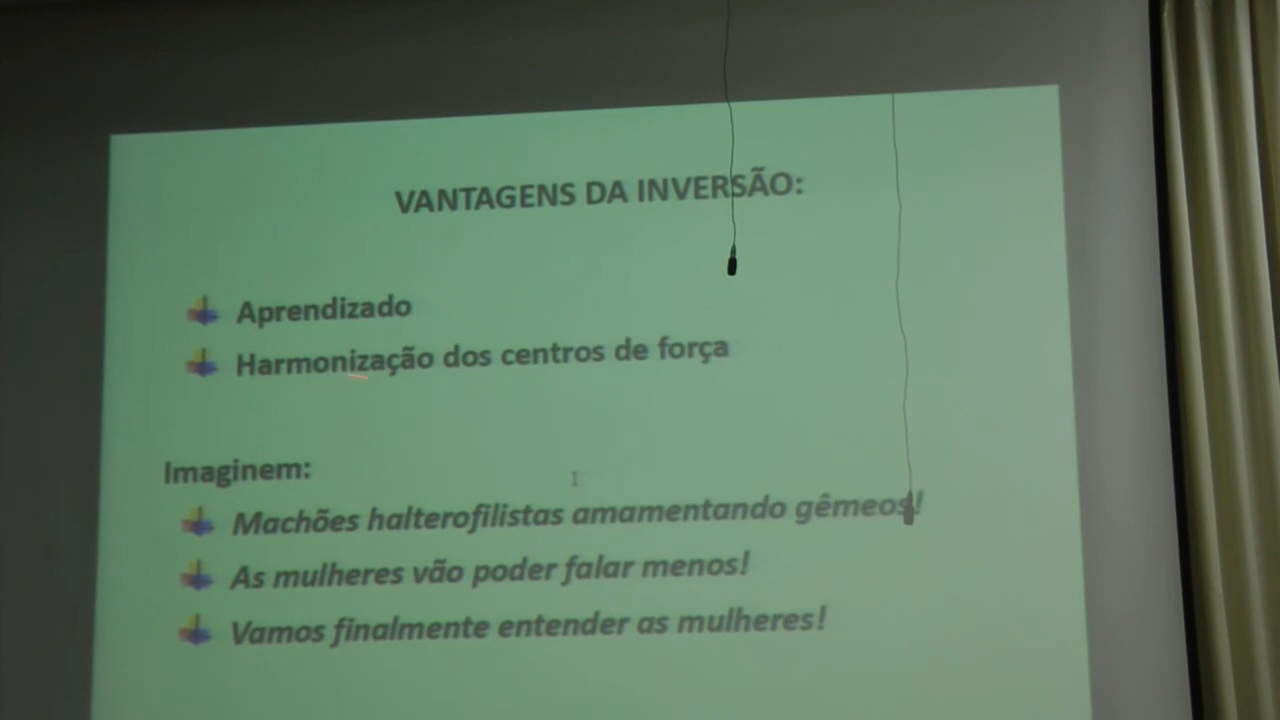 VANTAGENS DA INVERSÃO:
Aprendizado
Harmonização dos centros de força
Imaginem:
Machões halterofilistas amamentando gêmeos!
As mulheres vão poder falar menos!
Vamos finalmente entender as mulheres!